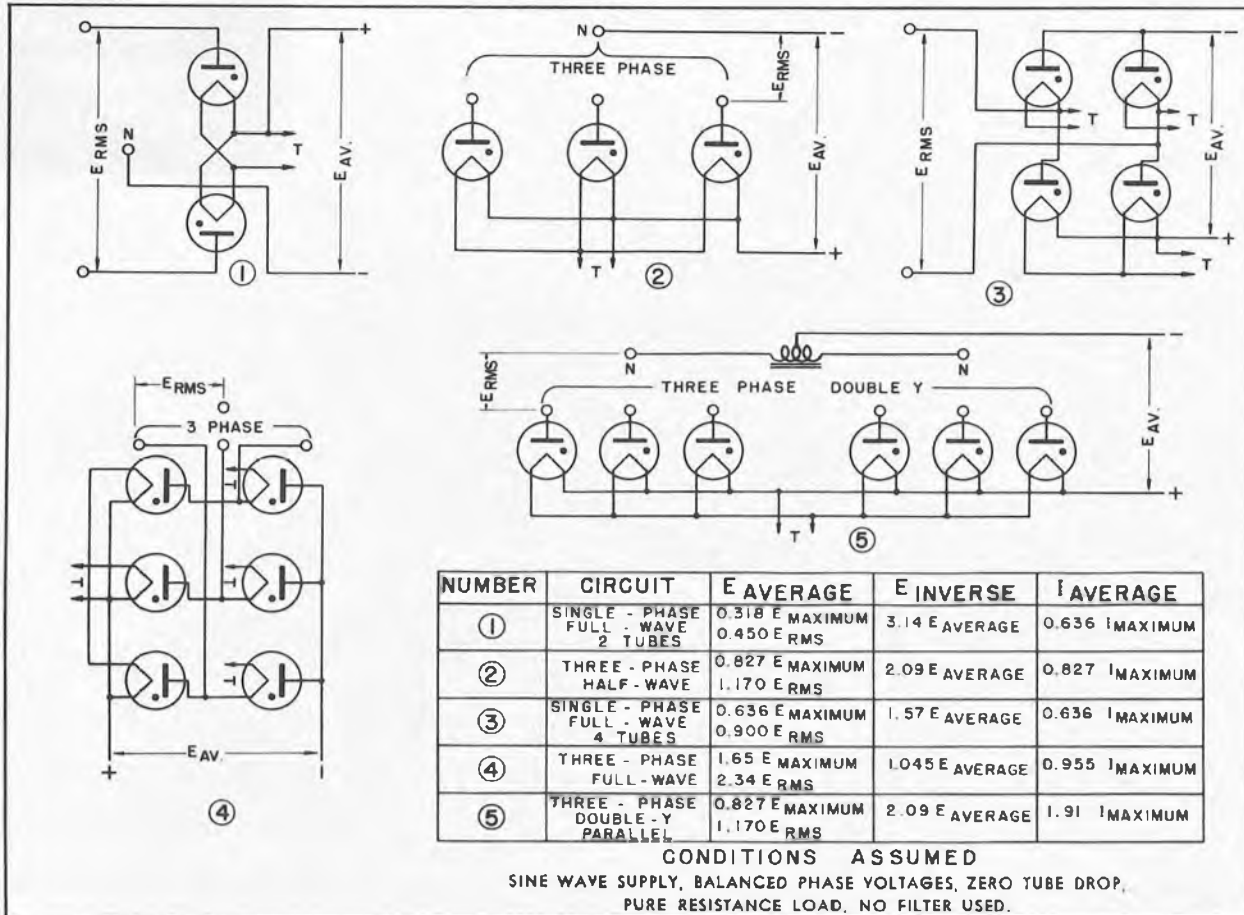 E RMS
N
T
E AV.
+
-
①
N
THREE PHASE
E RMS
E AV.
-
+
T
②
E RMS
T
T
E AV.
-
+
T
③
E RMS
3 PHASE
T
T
T
T
E AV.
+
-
④
E RMS
N
N
THREE PHASE DOUBLE Y
E AV.
-
+
T
⑤
NUMBER CIRCUIT E AVERAGE E INVERSE I AVERAGE
① SINGLE - PHASE FULL - WAVE 2 TUBES 0.318 E MAXIMUM 0.450 E RMS 3.14 E AVERAGE 0.636 I MAXIMUM
② THREE - PHASE HALF - WAVE 0.827 E MAXIMUM 1.170 E RMS 2.09 E AVERAGE 0.827 I MAXIMUM
③ SINGLE - PHASE FULL - WAVE 4 TUBES 0.636 E MAXIMUM 0.900 E RMS 1.57 E AVERAGE 0.636 I MAXIMUM
④ THREE - PHASE FULL - WAVE 1.65 E MAXIMUM 2.34 E RMS 1.045 E AVERAGE 0.955 I MAXIMUM
⑤ THREE - PHASE DOUBLE - Y PARALLEL 0.827 E MAXIMUM 1.170 E RMS 2.09 E AVERAGE 1.91 I MAXIMUM
CONDITIONS ASSUMED
SINE WAVE SUPPLY, BALANCED PHASE VOLTAGES, ZERO TUBE DROP,
PURE RESISTANCE LOAD, NO FILTER USED.